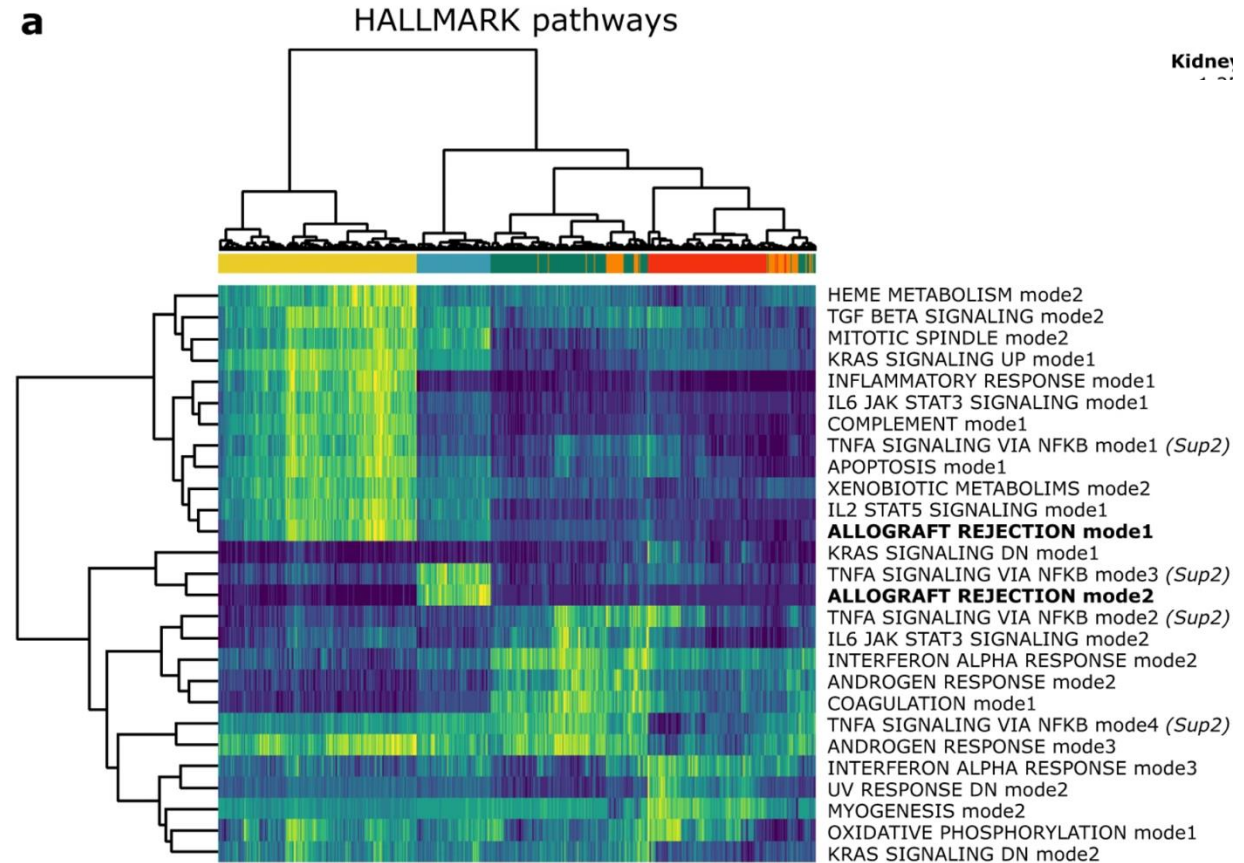 a
HALLMARK pathways
Kidney
HEME METABOLISM mode2
TGF BETA SIGNALING mode2
MITOTIC SPINDLE mode2
KRAS SIGNALING UP mode1
INFLAMMATORY RESPONSE mode1
IL6 JAK STAT3 SIGNALING mode1
COMPLEMENT mode1
TNFA SIGNALING VIA NFKB mode1 (Sup2)
APOPTOSIS mode1
XENOBIOTIC METABOLIMS mode2
IL2 STAT5 SIGNALING mode1
ALLOGRAFT REJECTION mode1
KRAS SIGNALING DN mode1
TNFA SIGNALING VIA NFKB mode3 (Sup2)
ALLOGRAFT REJECTION mode2
TNFA SIGNALING VIA NFKB mode2 (Sup2)
IL6 JAK STAT3 SIGNALING mode2
INTERFERON ALPHA RESPONSE mode2
ANDROGEN RESPONSE mode2
COAGULATION mode1
TNFA SIGNALING VIA NFKB mode4 (Sup2)
ANDROGEN RESPONSE mode3
INTERFERON ALPHA RESPONSE mode3
UV RESPONSE DN mode2
MYOGENESIS mode2
OXIDATIVE PHOSPHORYLATION mode1
KRAS SIGNALING DN mode2